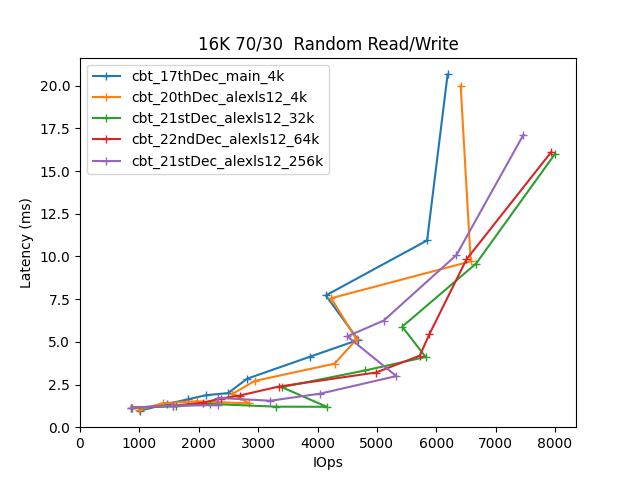 16K 70/30  Random Read/Write
cbt_17thDec_main_4k
cbt_20thDec_alexls12_4k
cbt_21stDec_alexls12_32k
cbt_22ndDec_alexls12_64k
cbt_21stDec_alexls12_256k
Latency (ms)
20.0
17.5
15.0
12.5
10.0
7.5
5.0
2.5
0.0
0 1000 2000 3000 4000 5000 6000 7000 8000
IOps